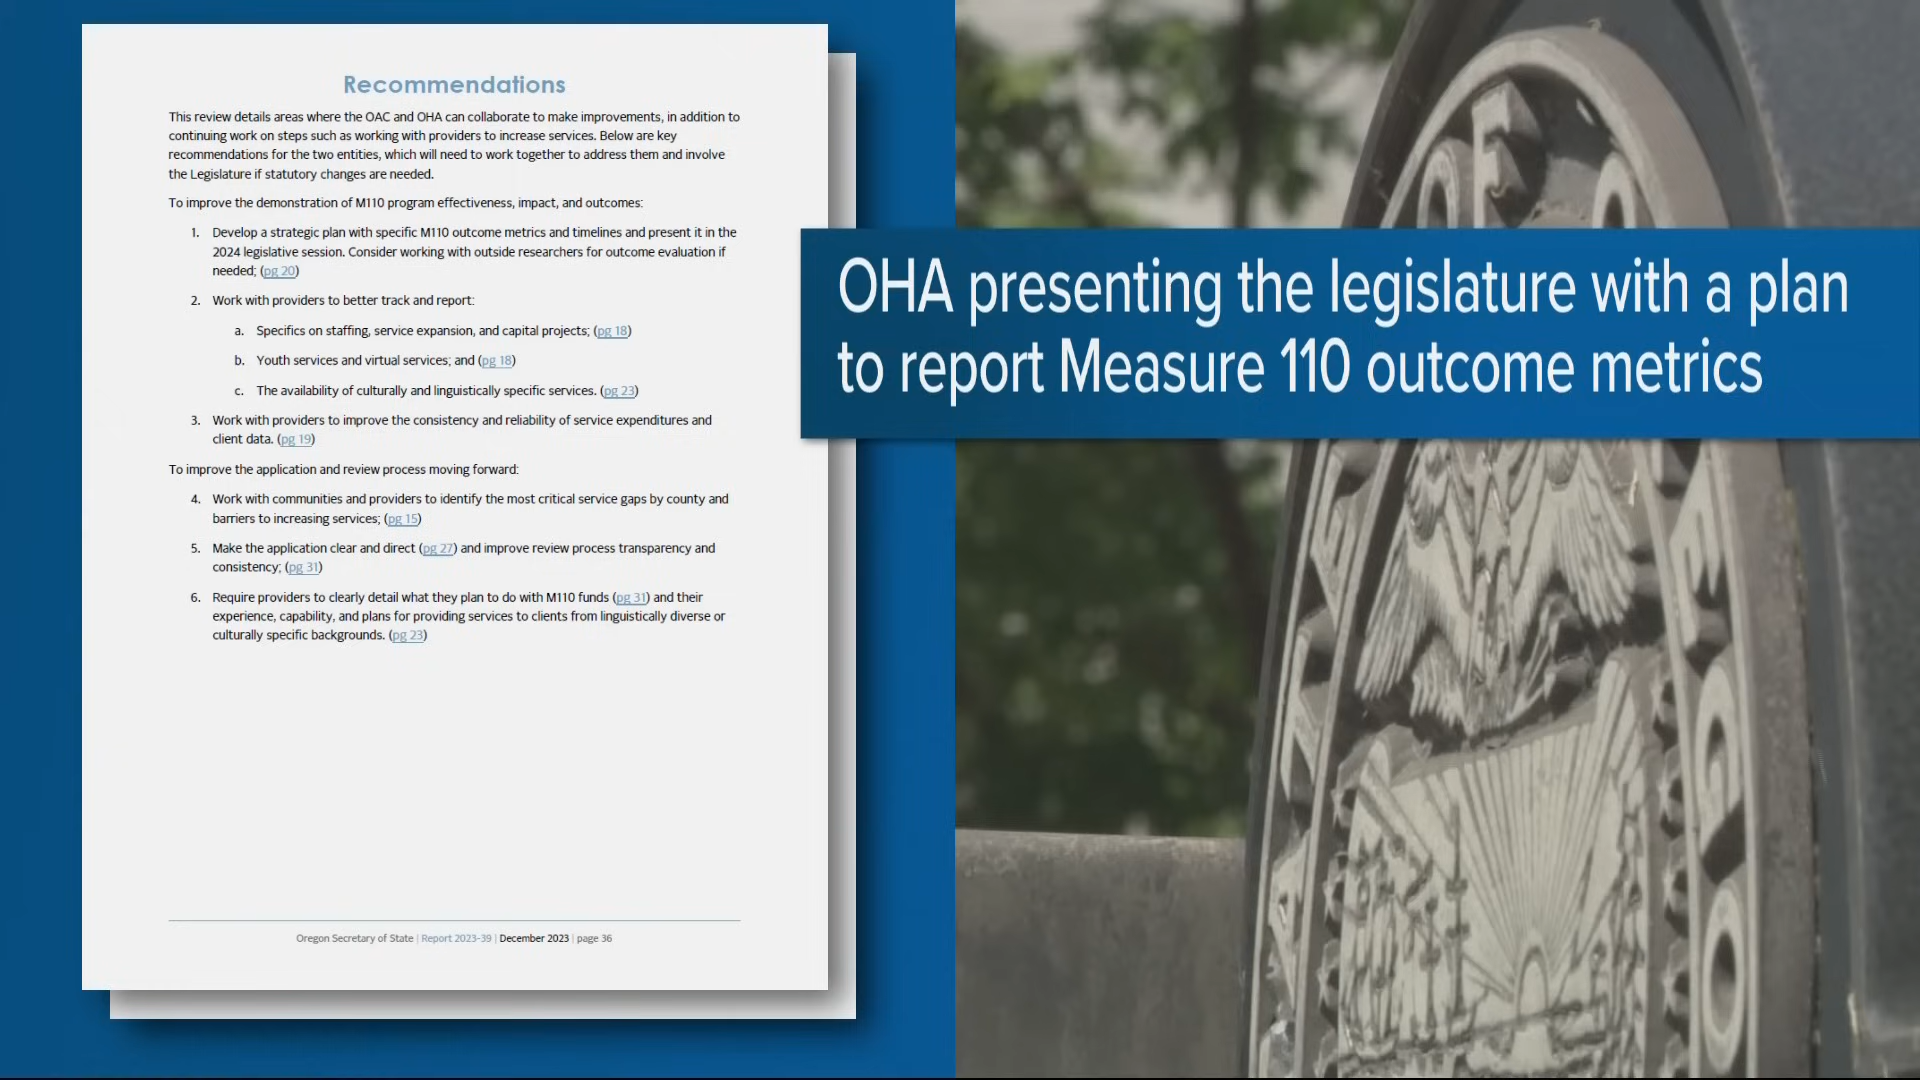 Recommendations
This review details areas where the OAC and OHA can collaborate to make improvements, in addition to
continuing work on steps such as working with providers to increase services. Below are key
recommendations for the two entities, which will need to work together to address them and involve
the Legislature if statutory changes are needed.
To improve the demonstration of M110 program effectiveness, impact, and outcomes:
1. Develop a strategic plan with specific M110 outcome metrics and timelines and present it in the
2024 legislative session. Consider working with outside researchers for outcome evaluation if
needed; (pg 20)
2. Work with providers to better track and report:
a. Specifics on staffing, service expansion, and capital projects; (pg 18)
b. Youth services and virtual services; and (pg 18)
c. The availability of culturally and linguistically specific services. (pg 23)
3. Work with providers to improve the consistency and reliability of service expenditures and
client data. (pg 19)
To improve the application and review process moving forward:
4. Work with communities and providers to identify the most critical service gaps by county and
barriers to increasing services; (pg 15)
5. Make the application clear and direct (pg 27) and improve review process transparency and
consistency; (pg 31)
6. Require providers to clearly detail what they plan to do with M110 funds (pg 31) and their
experience, capability, and plans for providing services to clients from linguistically diverse or
culturally specific backgrounds. (pg 23)
Oregon Secretary of State | Report 2023-39 | December 2023 | page 36
OHA presenting the legislature with a plan
to report Measure 110 outcome metrics